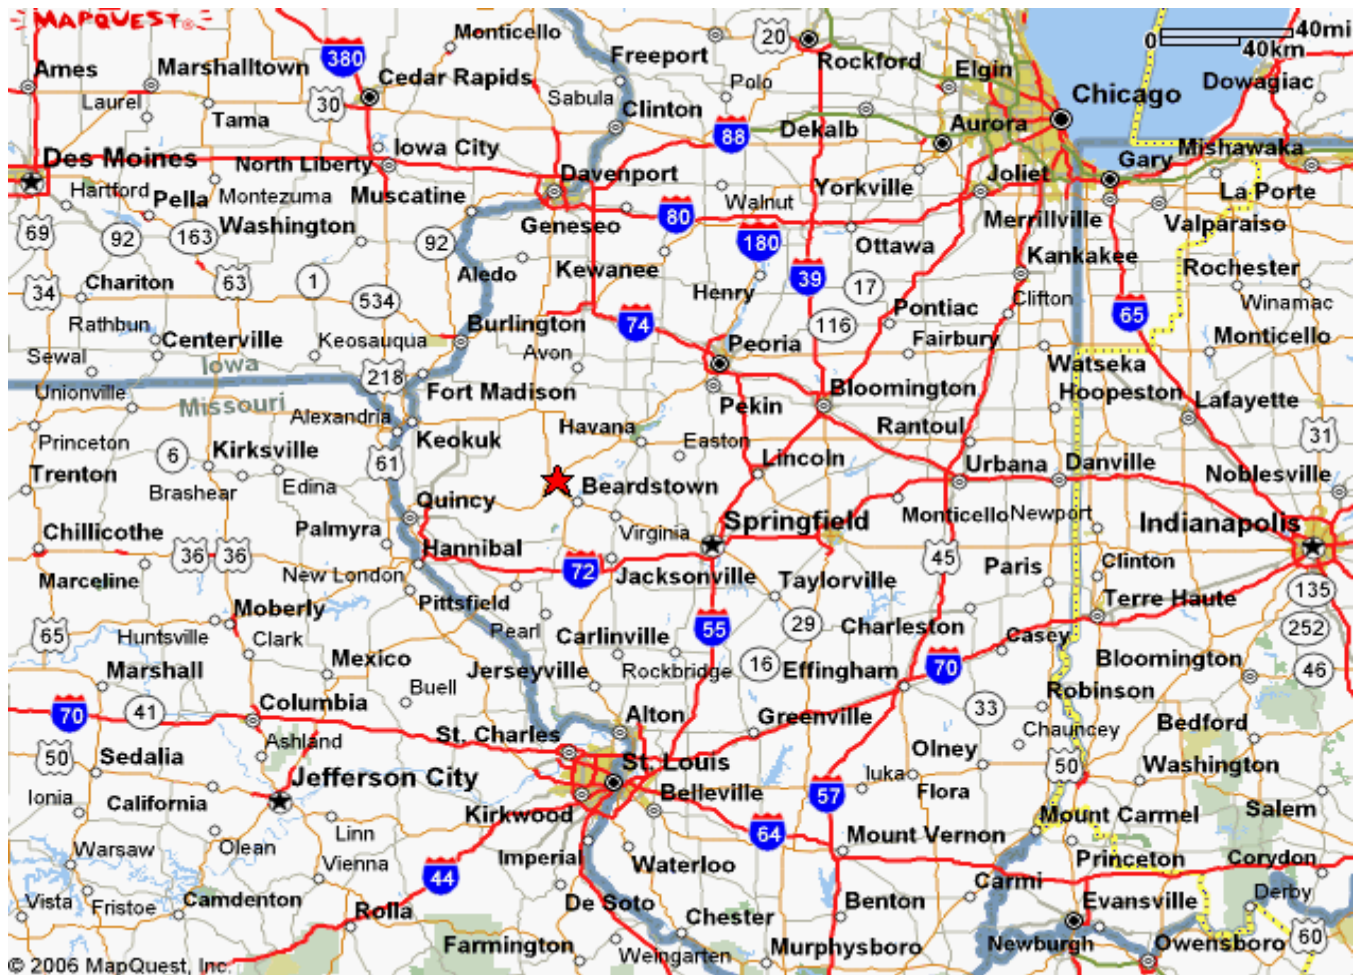 MAPQUEST
380
Monticello
Freeport
20
Rockford
Elgin
0
40mi
40km
Ames
Marshalltown
Cedar Rapids
Polo
Chicago
Dowagiac
Laurel
Tama
30
Sabula
Clinton
88
Dekalb
Aurora
Des Moines
North Liberty
Iowa City
Davenport
Yorkville
Joliet
Gary
Mishawaka
Hartford
Pella
Montezuma
Muscatine
Walnut
La Porte
69
92
163
Washington
92
Geneseo
80
180
Ottawa
Merrillville
Valparaiso
34
Chariton
63
1
534
Aledo
Kewanee
Henry
39
17
Kankakee
Rochester
Rathbun
Centerville
Keosauqua
Burlington
74
116
Pontiac
Clifton
65
Winamac
Sewal
Iowa
Avon
Peoria
Fairbury
Watseka
Monticello
Unionville
Missouri
218
Fort Madison
Pekin
Bloomington
Hoopeston
Lafayette
Alexandria
Keokuk
Havana
Easton
Rantoul
31
Princeton
6
Kirksville
61
Lincoln
Urbana
Danville
Noblesville
Trenton
Brashear
Edina
Quincy
Beardstown
Chillicothe
Palmyra
Hannibal
Virginia
Springfield
Monticello
Newport
Indianapolis
36
36
Marceline
New London
72
Jacksonville
Taylorville
45
Paris
Clinton
Moberly
Pittsfield
Terre Haute
135
65
Huntsville
Clark
Pearl
Carlinville
55
29
Charleston
Casey
252
Marshall
Mexico
Jerseyville
Rockbridge
16
Effingham
70
Bloomington
46
70
41
Columbia
Buell
Alton
Greenville
33
Robinson
Chauncey
Bedford
50
Sedalia
Ashland
St. Charles
St. Louis
Olney
50
Washington
Ionia
California
Jefferson City
Kirkwood
Belleville
57
Iuka
Flora
Mount Carmel
Salem
Warsaw
Olean
Linn
Vienna
44
Imperial
Waterloo
64
Mount Vernon
Princeton
Corydon
Vista
Fristoe
Camdenton
Rolla
De Soto
Chester
Benton
Carmi
Evansville
Derby
Farmington
Weingarten
Murphysboro
Newburgh
Owensboro
60
© 2006 MapQuest, Inc.